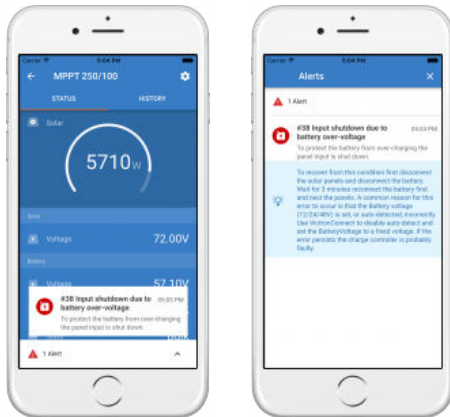 Carrier 5:04 PM
MPPT 250/100
STATUS HISTORY
Solar
5710W
Solar
Voltage 72.00V
Battery
Voltage 57.10V
#38 Input shutdown due to 05:03 PM
battery over-voltage
To protect the battery from over-charging
the panel input is shut down.
1 Alert
Carrier 5:04 PM
Alerts
1 Alert
#38 Input shutdown due to 05:03 PM
battery over-voltage
To protect the battery from over-charging the
panel input is shut down.
To recover from this condition first disconnect
the solar panels and disconnect the battery.
Wait for 3 minutes reconnect the battery first
and next the panels. A common reason for this
error to occur is that the Battery voltage
(12/24/48V) is set, or auto-detected, incorrectly.
Use VictronConnect to disable auto-detect and
set the BatteryVoltage to a fixed voltage. If the
error persists the charge controller is probably
faulty.